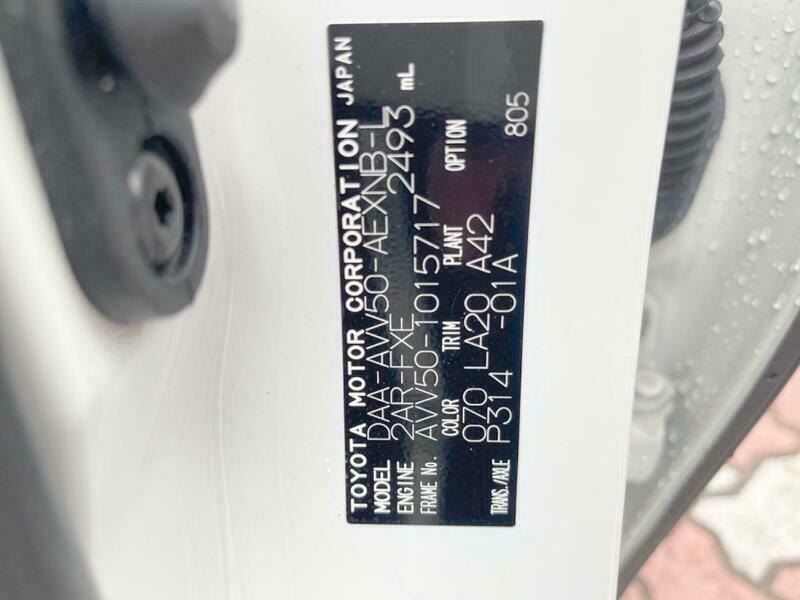 TOYOTA MOTOR CORPORATION JAPAN
MODEL DAA-AVV50-AEXNB-L
ENGINE 2AR-FXE 2493 mL
FRAME No. AVV50-1015717
COLOR TRIM PLANT OPTION
070 LA20 A42
TRANS./AXLE P314 -01A 805